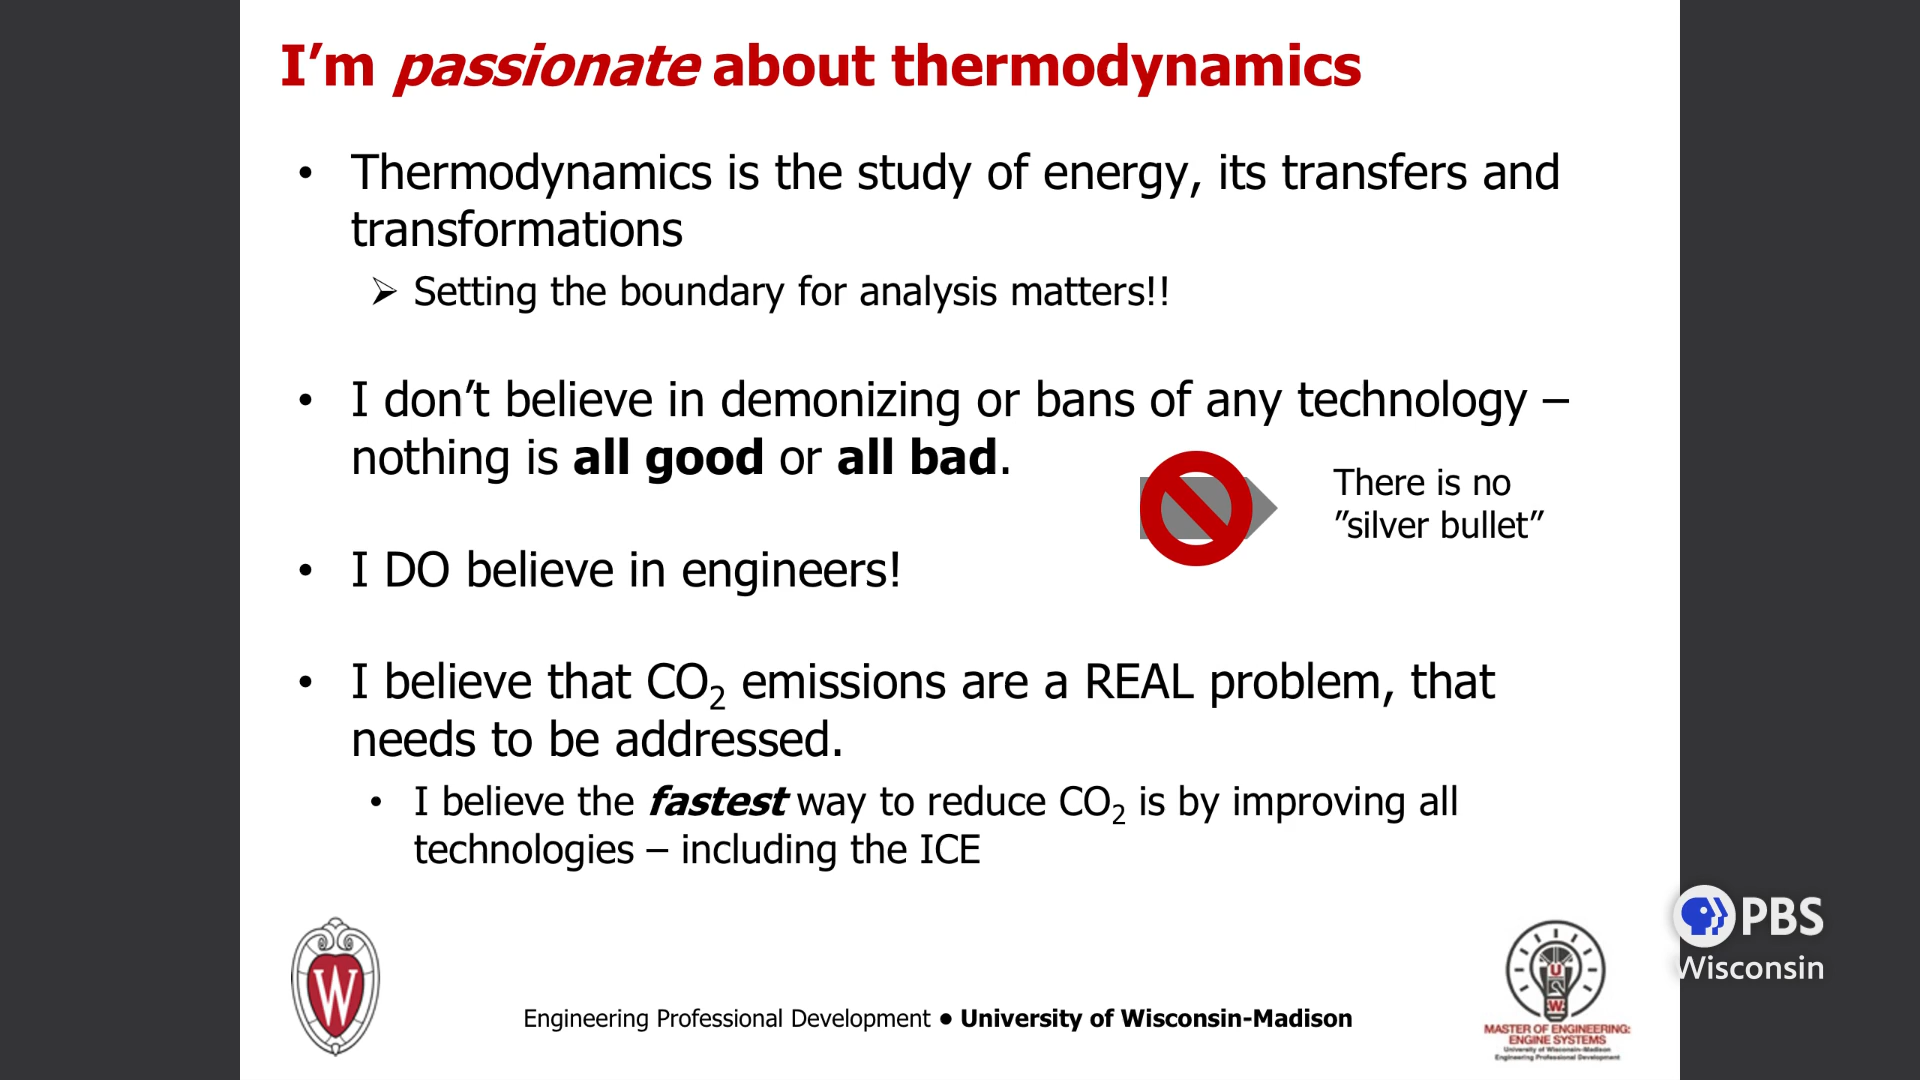 I’m passionate about thermodynamics
• Thermodynamics is the study of energy, its transfers and
transformations
➢ Setting the boundary for analysis matters!!
• I don’t believe in demonizing or bans of any technology –
nothing is all good or all bad.
There is no
”silver bullet”
• I DO believe in engineers!
• I believe that CO₂ emissions are a REAL problem, that
needs to be addressed.
• I believe the fastest way to reduce CO₂ is by improving all
technologies – including the ICE
PBS
Wisconsin
W
U
W
Engineering Professional Development • University of Wisconsin-Madison
MASTER OF ENGINEERING:
ENGINE SYSTEMS
University of Wisconsin-Madison
Engineering Professional Development